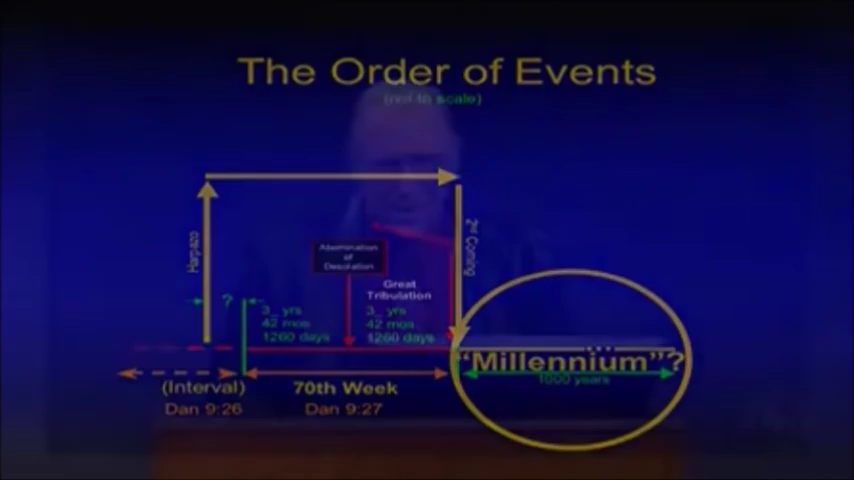 The Order of Events
(not to scale)
Harpazo
2nd Coming
Abomination
of
Desolation
Great
Tribulation
?
3_ yrs
42 mos
1260 days
3_ yrs
42 mos
1260 days
"Millennium"?
1000 years
(Interval)
Dan 9:26
70th Week
Dan 9:27